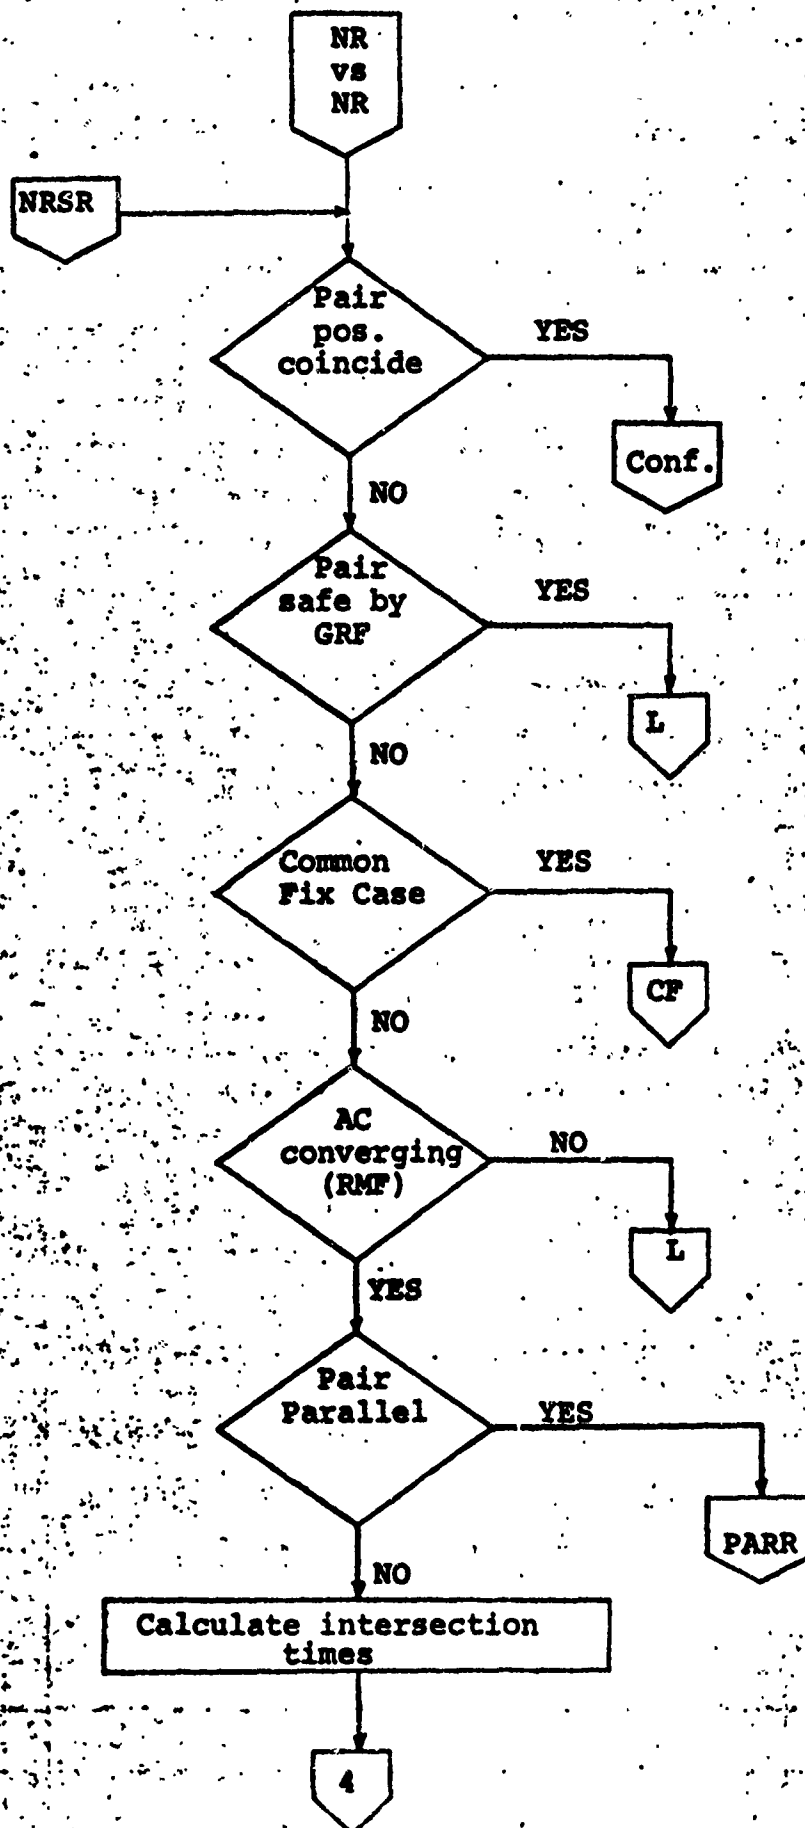 NR
vs
NR
NRSR
Pair
pos.
coincide
YES
Conf.
NO
Pair
safe by
GRF
YES
L
NO
Common
Fix Case
YES
CF
NO
AC
converging
(RMF)
NO
L
YES
Pair
Parallel
YES
PARR
NO
Calculate intersection
times
4